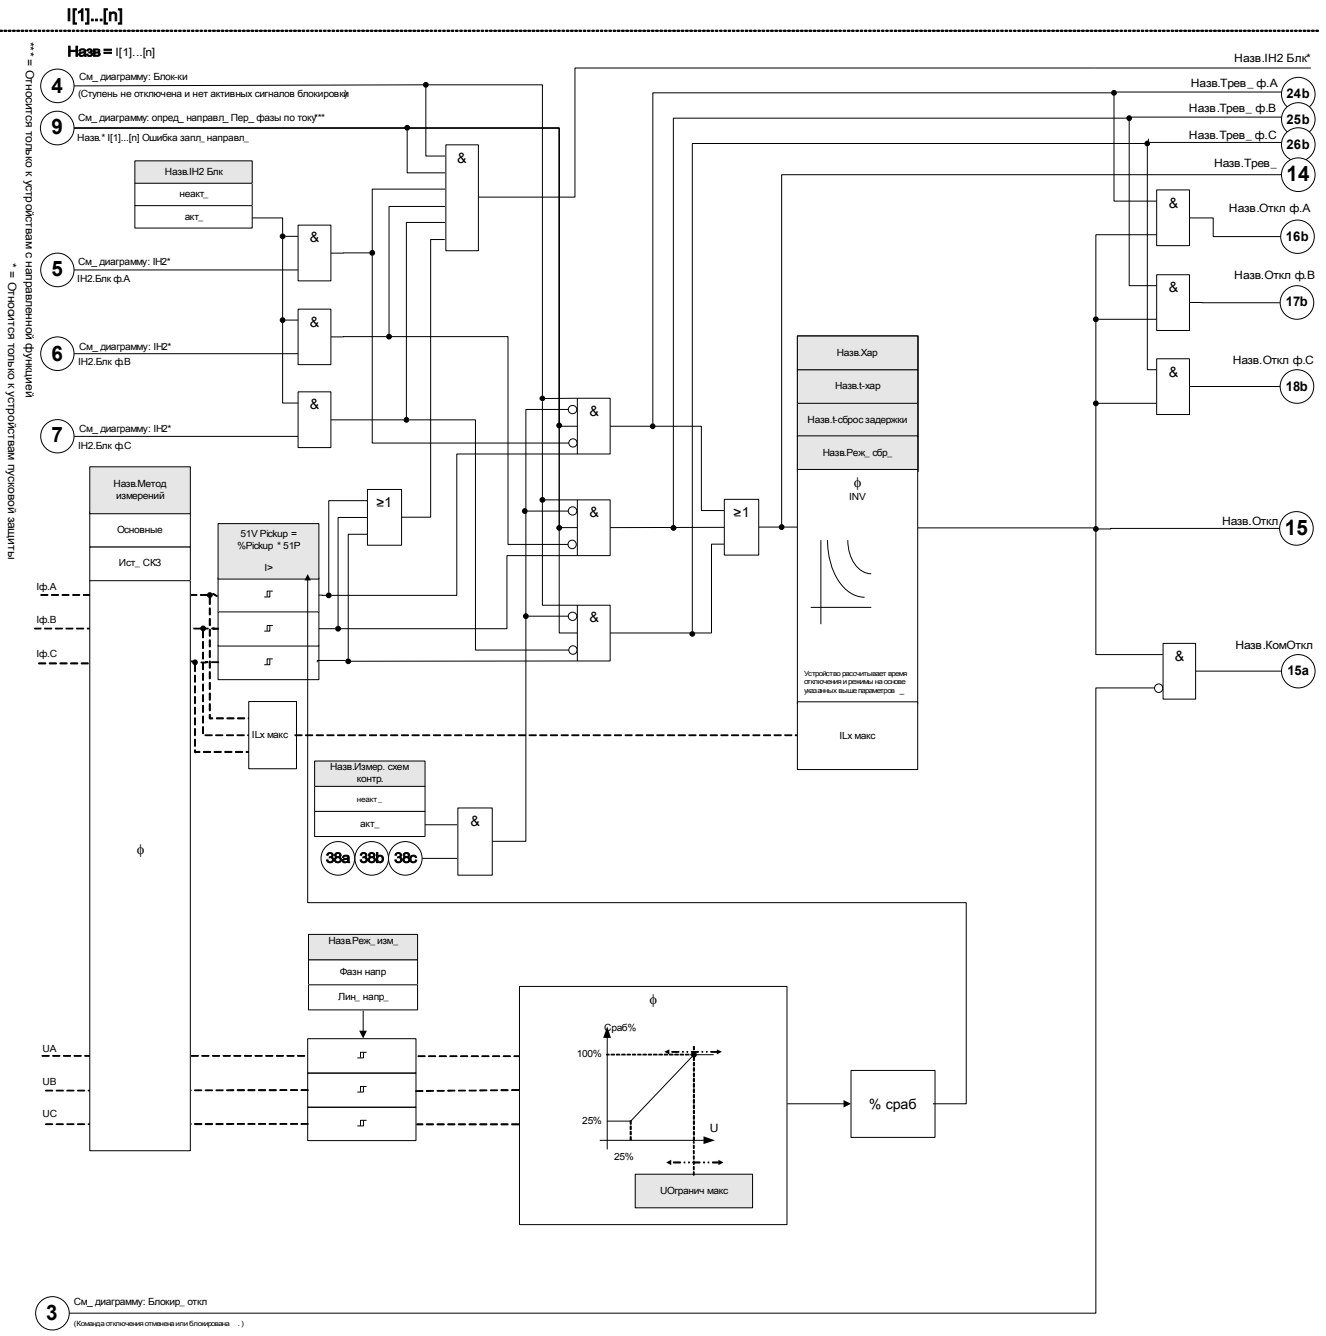 I[1]...[n]
*** = Относится только к устройствам с направленной функцией
* = Относится только к устройствам пусковой защиты
Назв = I[1]...[n]
4
См_ диаграмму: Блок-ки
(Ступень не отключена и нет активных сигналов блокировки)
9
См_ диаграмму: опред_ направл_ Пер_ фазы по току***
Назв.* I[1]...[n] Ошибка запл_ направл_
Назв.IH2 Блк
неакт_
акт_
5
См_ диаграмму: IH2*
IH2.Блк ф.A
6
См_ диаграмму: IH2*
IH2.Блк ф.B
7
См_ диаграмму: IH2*
IH2.Блк ф.C
&
&
&
&
Назв.IH2 Блк*
Назв.Трев_ ф.A
24b
Назв.Трев_ ф.B
25b
Назв.Трев_ ф.C
26b
Назв.Трев_
14
&
Назв.Откл ф.A
16b
&
Назв.Откл ф.B
17b
&
Назв.Откл ф.C
18b
Назв.Метод измерений
Основные
Ист_ СКЗ
ϕ
Iф.A
Iф.B
Iф.C
51V Pickup =
%Pickup * 51P
I>
≥1
&
&
&
≥1
Назв.Хар
Назв.t-хар
Назв.t-сброс задержки
Назв.Реж_ сбр_
ϕ
INV
Устройство рассчитывает время
отключения и режимы на основе
указанных выше параметров _
ILx макс
Назв.Откл
15
Назв.КомОткл
&
15a
ILx макс
Назв.Измер. схем
контр.
неакт_
акт_
&
38a
38b
38c
Назв.Реж_ изм_
Фазн напр
Лин_ напр_
UA
UB
UC
ϕ
Сраб%
100%
25%
U
25%
UОгранич макс
% сраб
3
См_ диаграмму: Блокир_ откл
(Команда отключения отменена или блокирована _.)